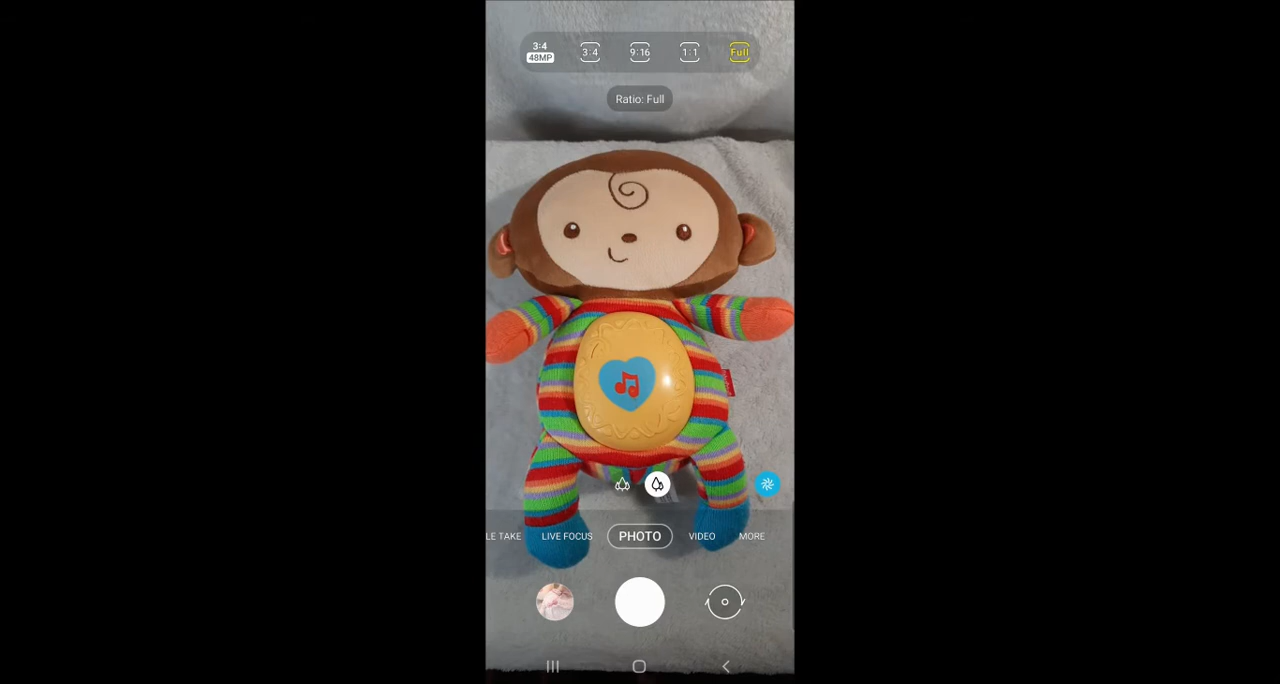 3:4
48MP
3:4
9:16
1:1
Full
Ratio: Full
LE TAKE
LIVE FOCUS
PHOTO
VIDEO
MORE